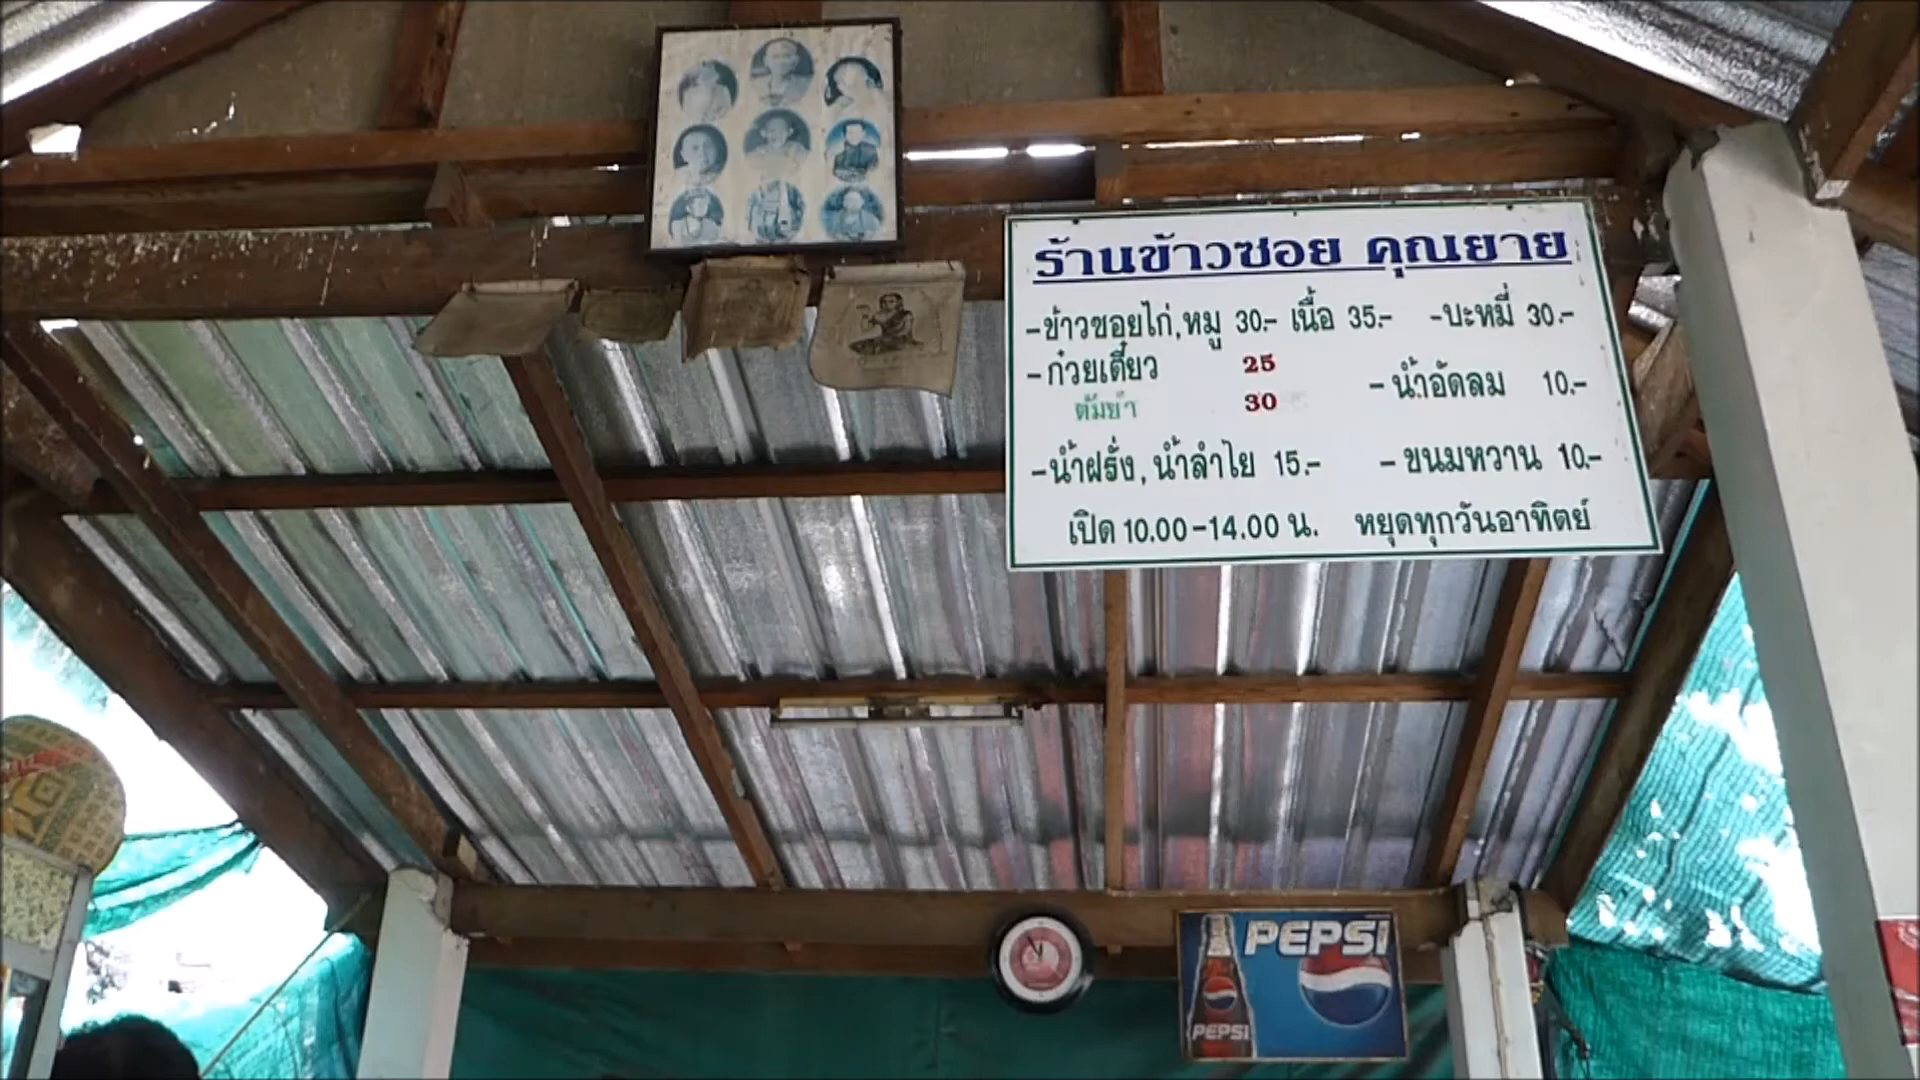 ร้านข้าวซอย คุณยาย
-ข้าวซอยไก่,หมู 30.- เนื้อ 35.- -บะหมี่ 30.-
-ก๋วยเตี๋ยว 25
ต้มยำ 30
-น้ำอัดลม 10.-
-น้ำฝรั่ง, น้ำลำไย 15.- -ขนมหวาน 10.-
เปิด 10.00-14.00 น. หยุดทุกวันอาทิตย์
PEPSI
PEPSI